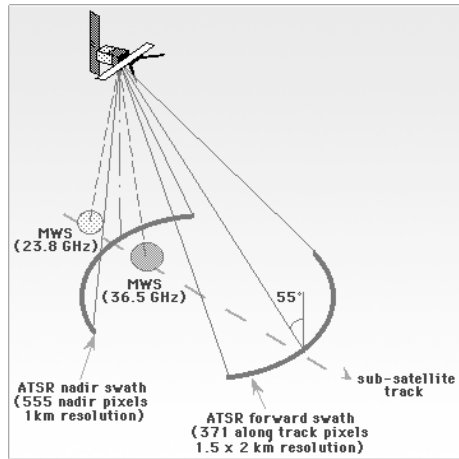 MWS
(23.8 GHz)
MWS
(36.5 GHz)
55°
sub-satellite
track
ATSR nadir swath
(555 nadir pixels
1km resolution)
ATSR forward swath
(371 along track pixels
1.5 x 2 km resolution)